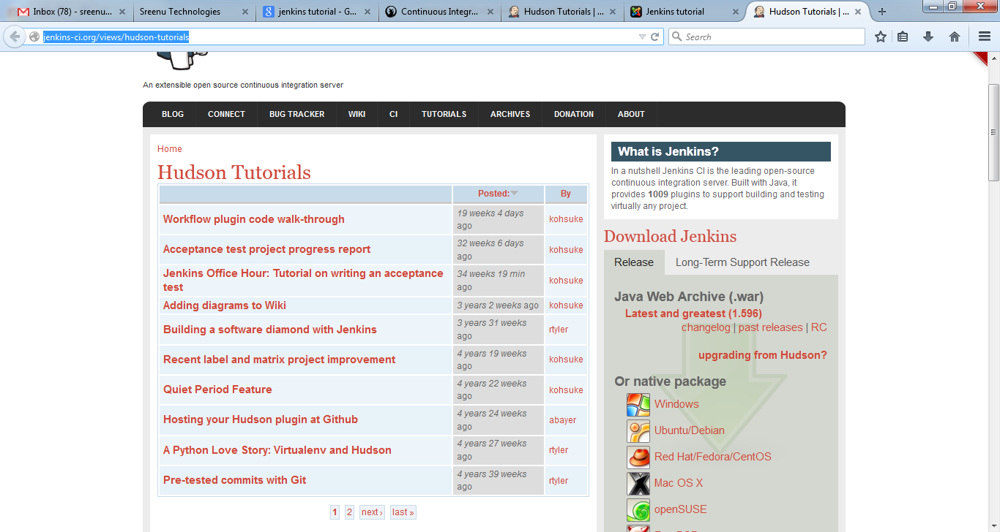 Inbox (78) - sreenu...
Sreenu Technologies
jenkins tutorial - G...
Continuous Integr...
Hudson Tutorials | ...
Jenkins tutorial
Hudson Tutorials | ...
jenkins-ci.org/views/hudson-tutorials
Search
An extensible open source continuous integration server
BLOG CONNECT BUG TRACKER WIKI CI TUTORIALS ARCHIVES DONATION ABOUT
Home
Hudson Tutorials
Posted: By
Workflow plugin code walk-through
19 weeks 4 days
ago
kohsuke
Acceptance test project progress report
32 weeks 6 days
ago
kohsuke
Jenkins Office Hour: Tutorial on writing an acceptance
test
34 weeks 19 min
ago
kohsuke
Adding diagrams to Wiki
3 years 2 weeks ago
kohsuke
Building a software diamond with Jenkins
3 years 31 weeks
ago
rtyler
Recent label and matrix project improvement
4 years 19 weeks
ago
kohsuke
Quiet Period Feature
4 years 22 weeks
ago
kohsuke
Hosting your Hudson plugin at Github
4 years 24 weeks
ago
abayer
A Python Love Story: Virtualenv and Hudson
4 years 27 weeks
ago
rtyler
Pre-tested commits with Git
4 years 39 weeks
ago
rtyler
1 2 next › last »
What is Jenkins?
In a nutshell Jenkins CI is the leading open-source
continuous integration server. Built with Java, it
provides 1009 plugins to support building and testing
virtually any project.
Download Jenkins
Release Long-Term Support Release
Java Web Archive (.war)
Latest and greatest (1.596)
changelog | past releases | RC
upgrading from Hudson?
Or native package
Windows
Ubuntu/Debian
Red Hat/Fedora/CentOS
Mac OS X
openSUSE